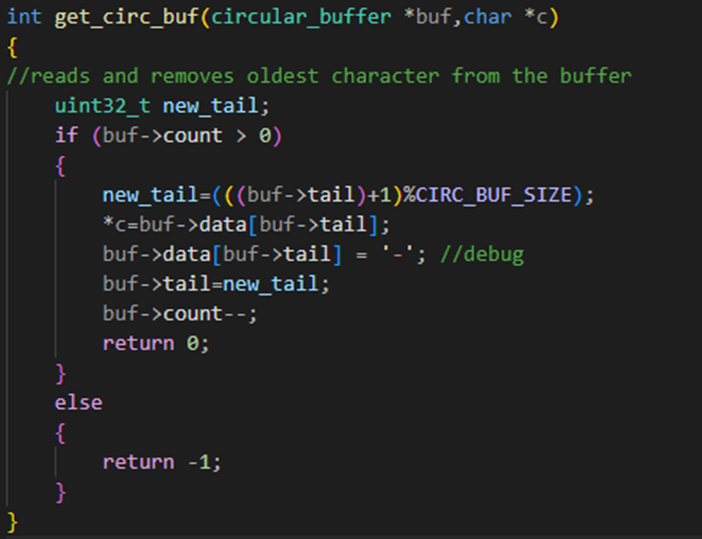 int get_circ_buf(circular_buffer *buf,char *c)
{
//reads and removes oldest character from the buffer
    uint32_t new_tail;
    if (buf->count > 0)
    {
        new_tail=(((buf->tail)+1)%CIRC_BUF_SIZE);
        *c=buf->data[buf->tail];
        buf->data[buf->tail] = '-'; //debug
        buf->tail=new_tail;
        buf->count--;
        return 0;
    }
    else
    {
        return -1;
    }
}